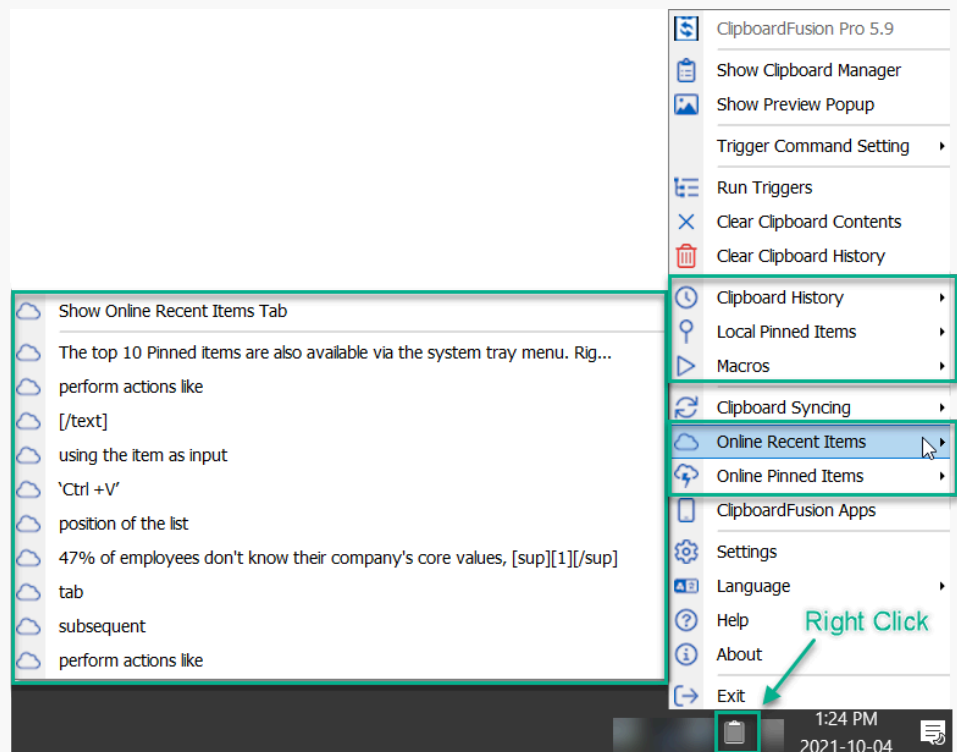 ClipboardFusion Pro 5.9
Show Clipboard Manager
Show Preview Popup
Trigger Command Setting
Run Triggers
Clear Clipboard Contents
Clear Clipboard History
Clipboard History
Local Pinned Items
Macros
Clipboard Syncing
Online Recent Items
Online Pinned Items
ClipboardFusion Apps
Settings
Language
Help
About
Exit
Show Online Recent Items Tab
The top 10 Pinned items are also available via the system tray menu. Rig...
perform actions like
[/text]
using the item as input
‘Ctrl +V’
position of the list
47% of employees don't know their company's core values, [sup][1][/sup]
tab
subsequent
perform actions like
Right Click
1:24 PM
2021-10-04